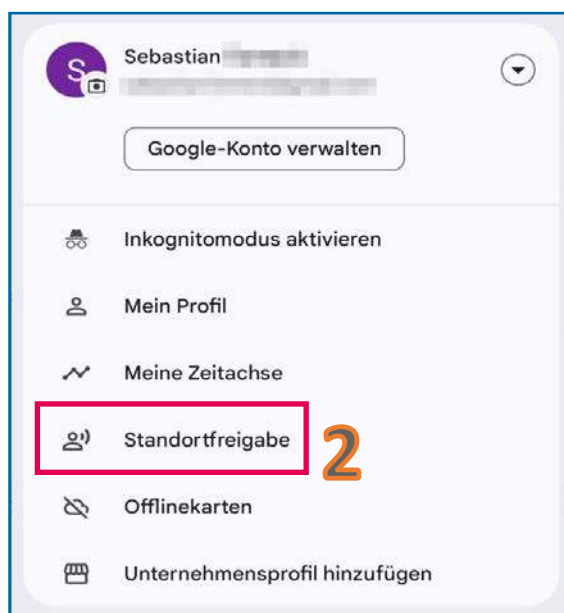 S
Sebastian
Google-Konto verwalten
Inkognitomodus aktivieren
Mein Profil
Meine Zeitachse
Standortfreigabe 2
Offlinekarten
Unternehmensprofil hinzufügen